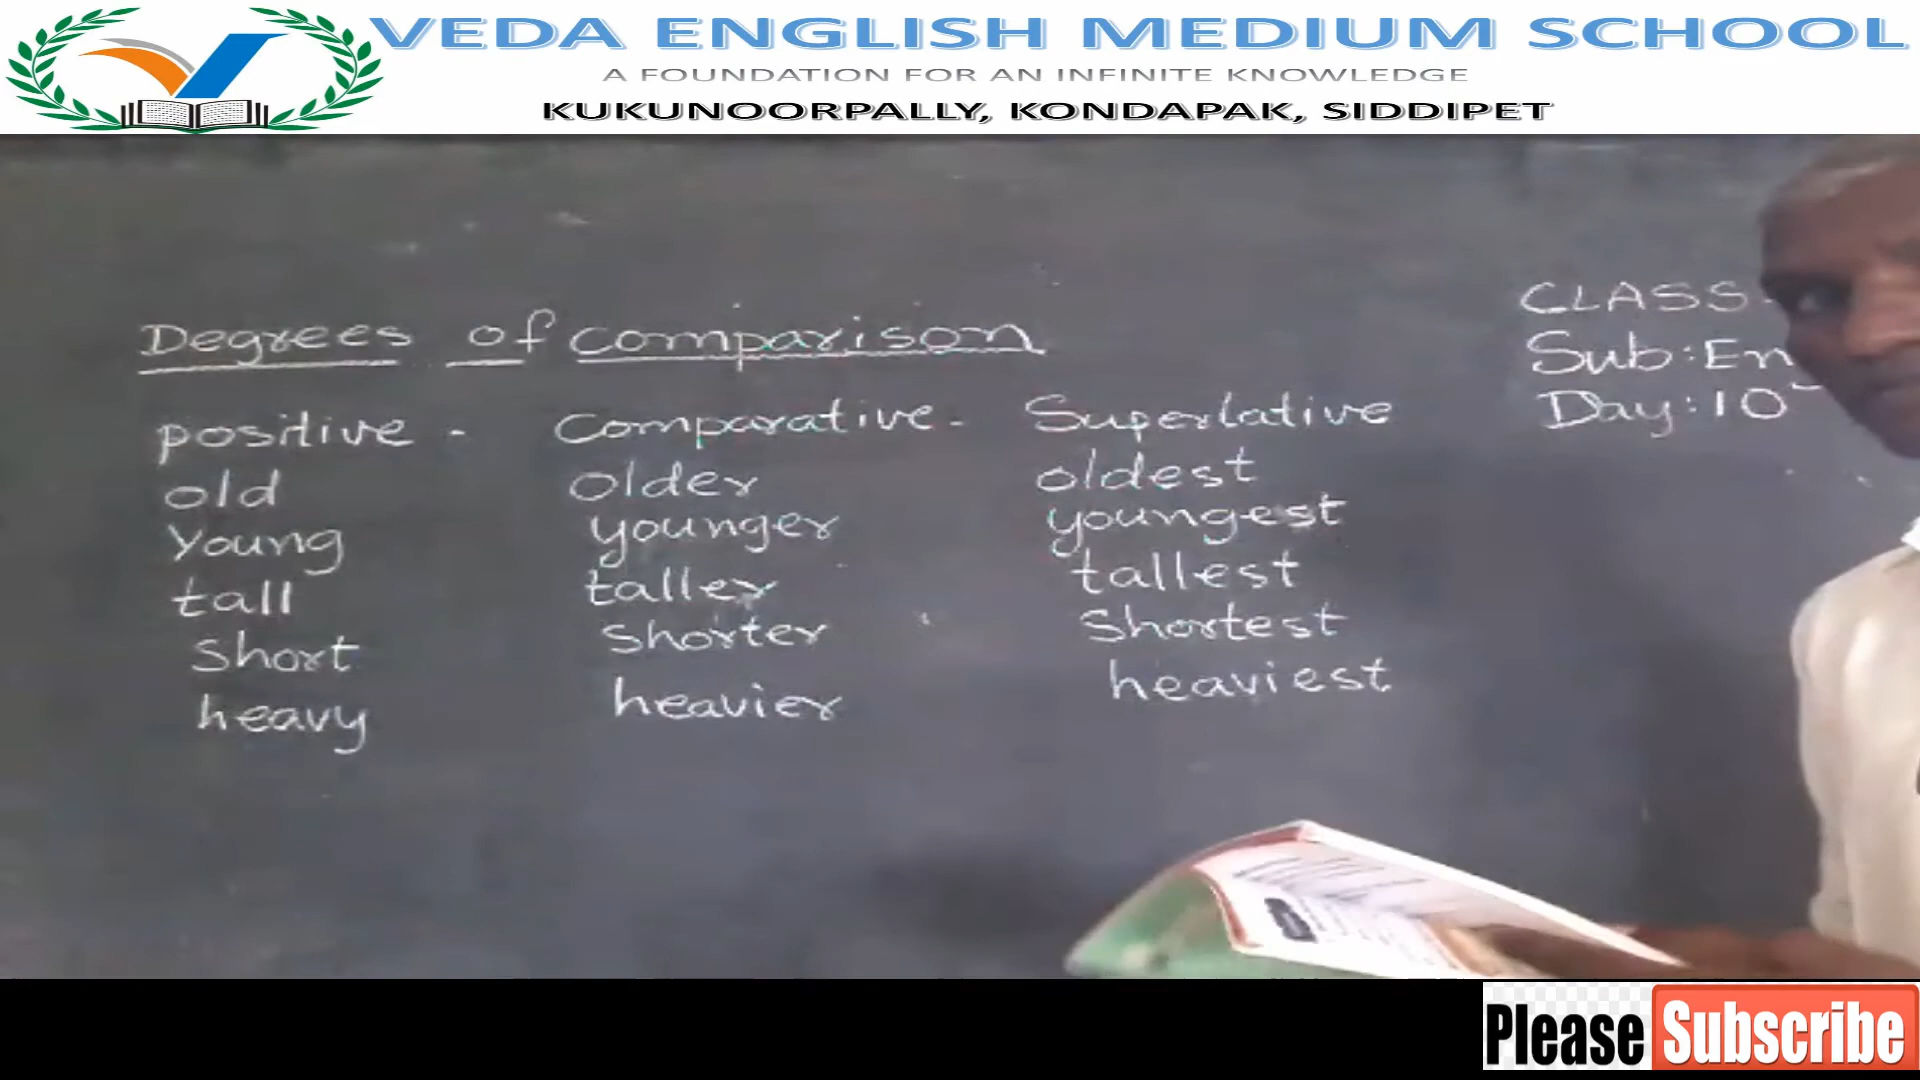 VEDA ENGLISH MEDIUM SCHOOL
A FOUNDATION FOR AN INFINITE KNOWLEDGE
KUKUNOORPALLY, KONDAPAK, SIDDIPET
CLASS-
Sub: En
Day: 10
Degrees of comparison
positive - Comparative - Superlative
old older oldest
Young younger youngest
tall taller tallest
Short Shorter Shortest
heavy heavier heaviest
Please Subscribe